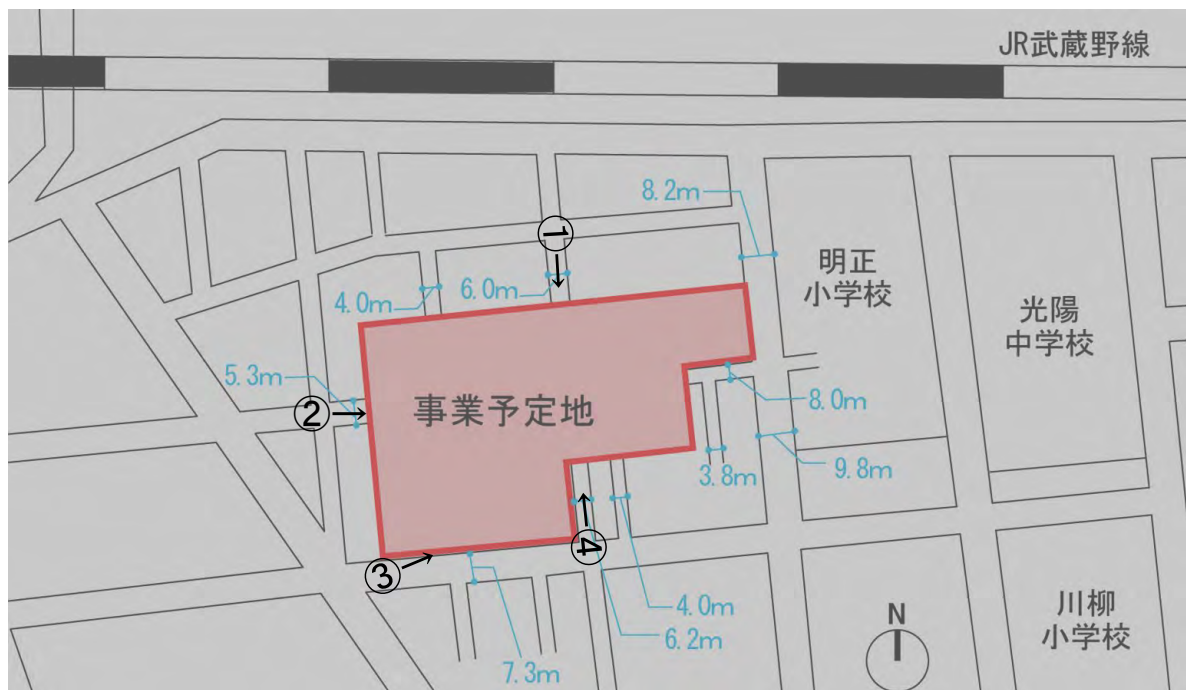 JR武蔵野線
8.2m
①
明正
小学校
4.0m
6.0m
光陽
中学校
5.3m
②
事業予定地
8.0m
3.8m
9.8m
④
③
4.0m
6.2m
7.3m
N
川柳
小学校